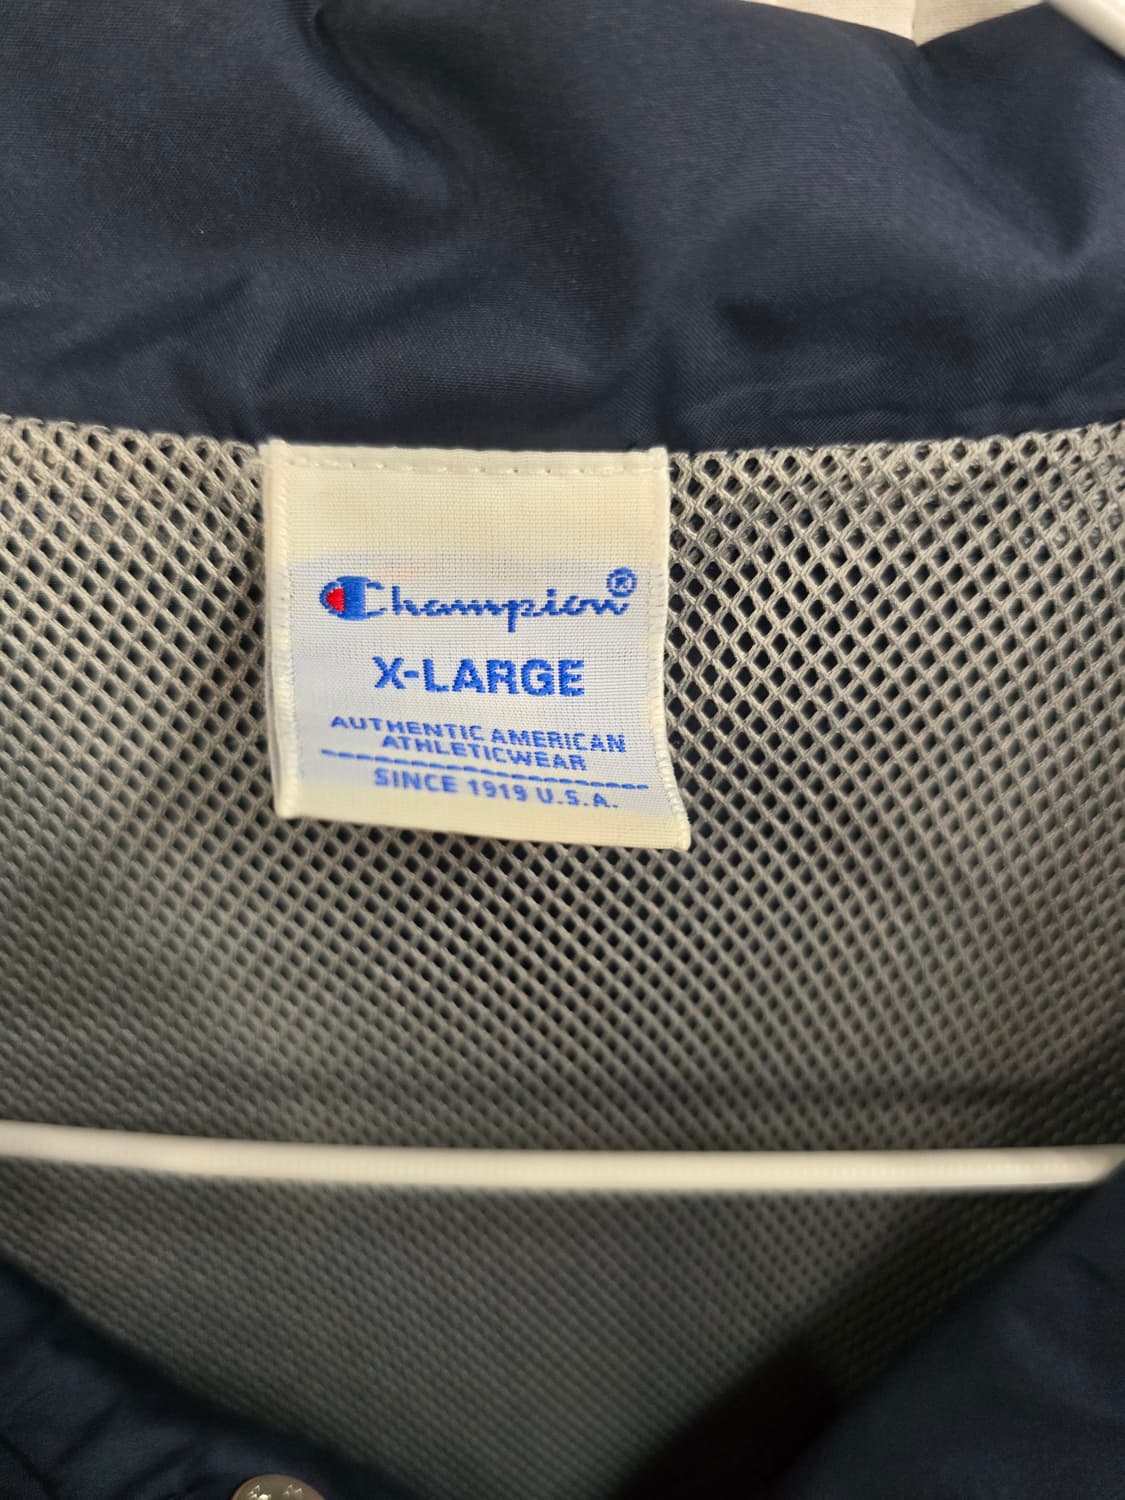 Champion®
X-LARGE
AUTHENTIC AMERICAN
ATHLETICWEAR
SINCE 1919 U.S.A.